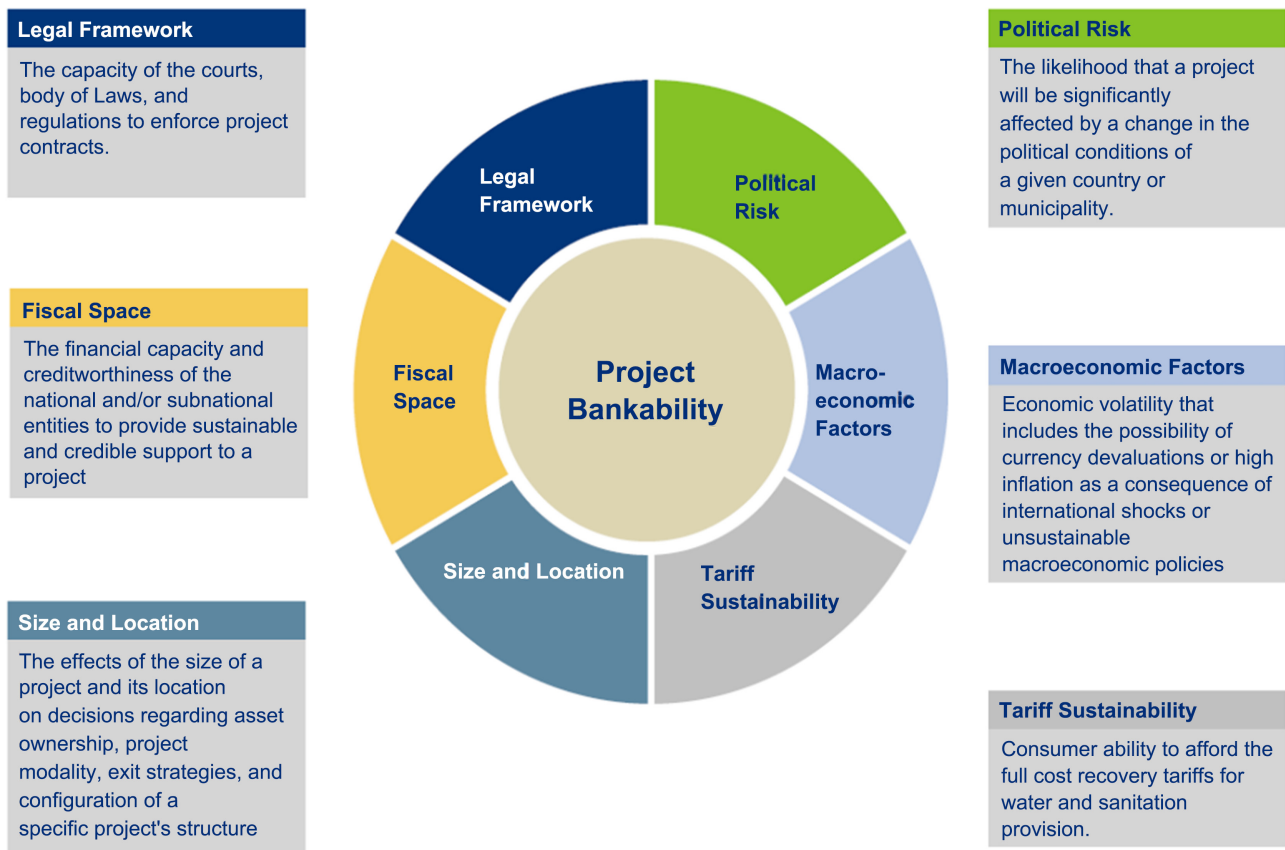 Legal Framework
The capacity of the courts,
body of Laws, and
regulations to enforce project
contracts.
Fiscal Space
The financial capacity and
creditworthiness of the
national and/or subnational
entities to provide sustainable
and credible support to a
project
Size and Location
The effects of the size of a
project and its location
on decisions regarding asset
ownership, project
modality, exit strategies, and
configuration of a
specific project's structure
Legal
Framework
Political
Risk
Fiscal
Space
Project
Bankability
Macro-
economic
Factors
Size and Location
Tariff
Sustainability
Political Risk
The likelihood that a project
will be significantly
affected by a change in the
political conditions of
a given country or
municipality.
Macroeconomic Factors
Economic volatility that
includes the possibility of
currency devaluations or high
inflation as a consequence of
international shocks or
unsustainable
macroeconomic policies
Tariff Sustainability
Consumer ability to afford the
full cost recovery tariffs for
water and sanitation
provision.